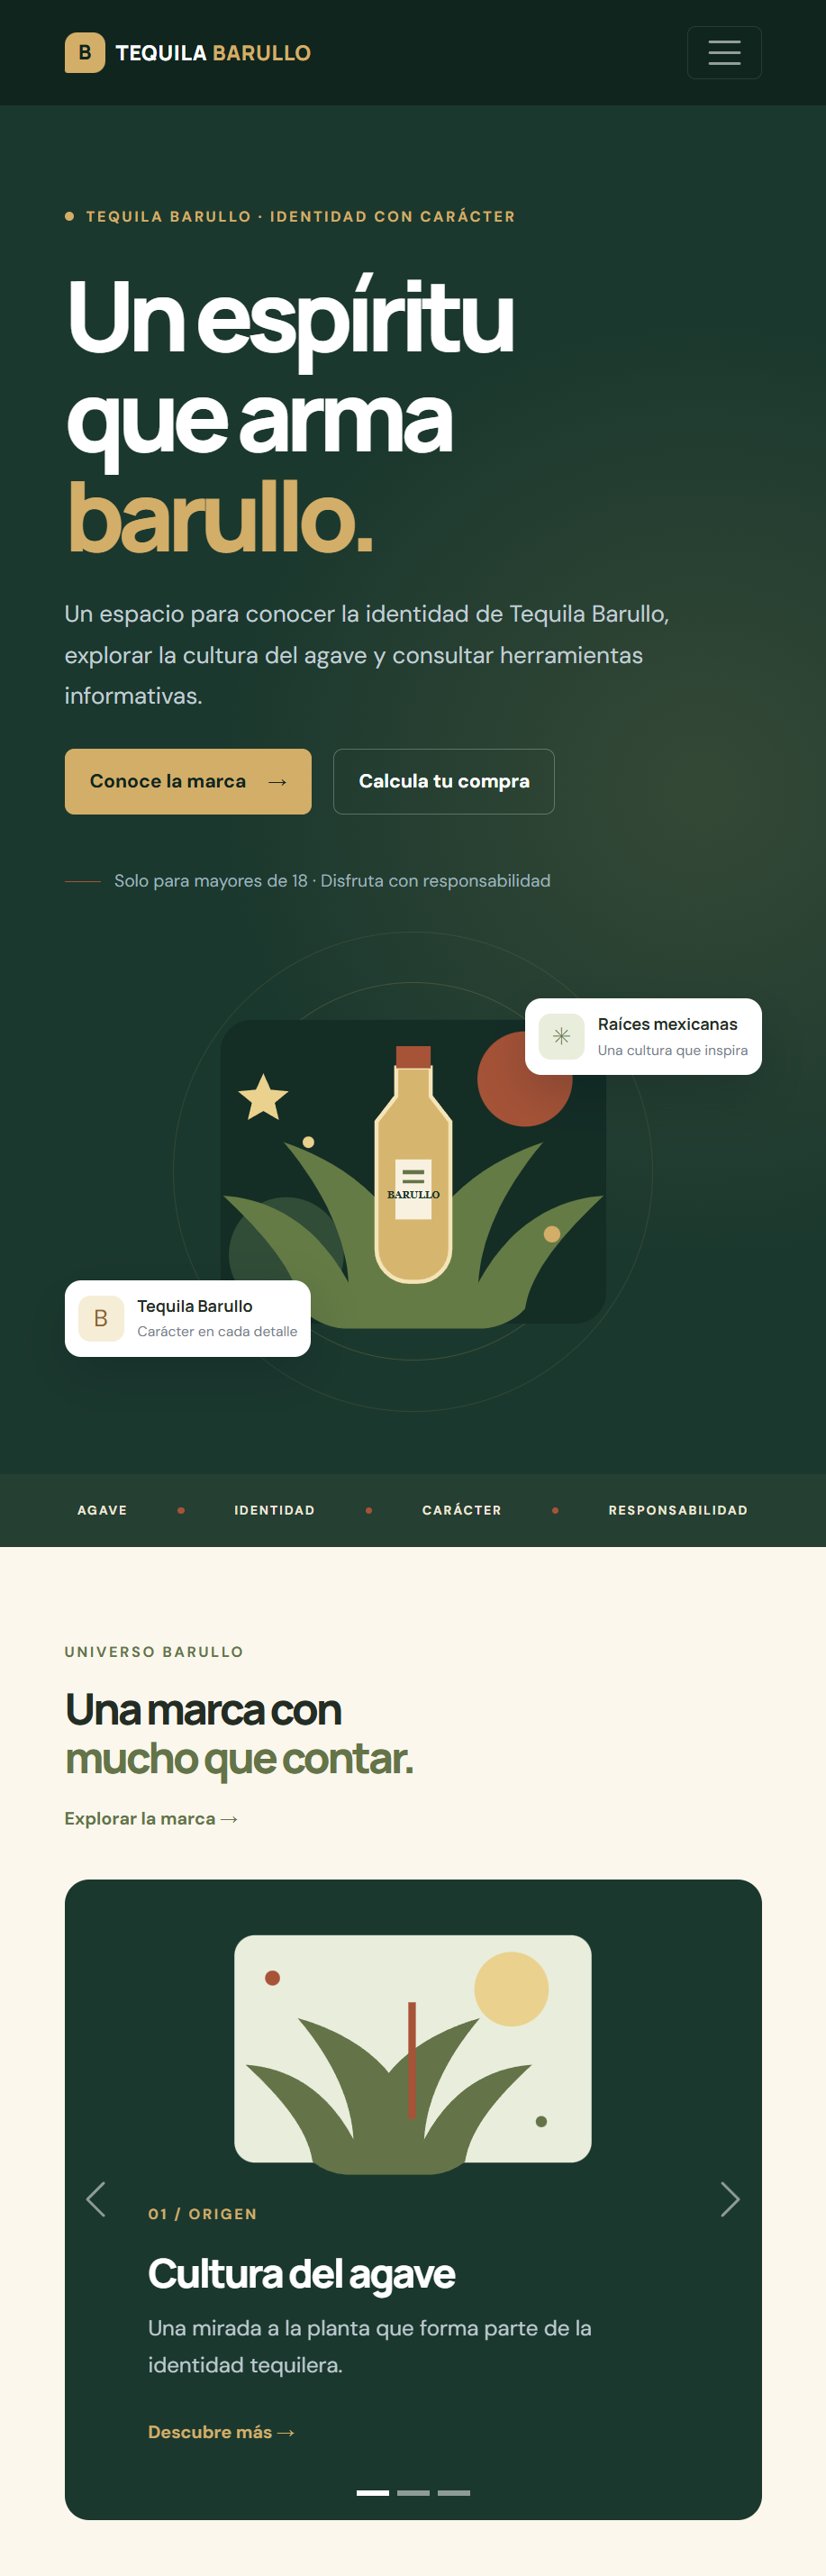 B TEQUILA BARULLO
TEQUILA BARULLO · IDENTIDAD CON CARÁCTER
Un espíritu
que arma
barullo.
Un espacio para conocer la identidad de Tequila Barullo,
explorar la cultura del agave y consultar herramientas
informativas.
Conoce la marca →
Calcula tu compra
Solo para mayores de 18 · Disfruta con responsabilidad
Raíces mexicanas
Una cultura que inspira
BARULLO
B
Tequila Barullo
Carácter en cada detalle
AGAVE
IDENTIDAD
CARÁCTER
RESPONSABILIDAD
UNIVERSO BARULLO
Una marca con
mucho que contar.
Explorar la marca →
01 / ORIGEN
Cultura del agave
Una mirada a la planta que forma parte de la
identidad tequilera.
Descubre más →